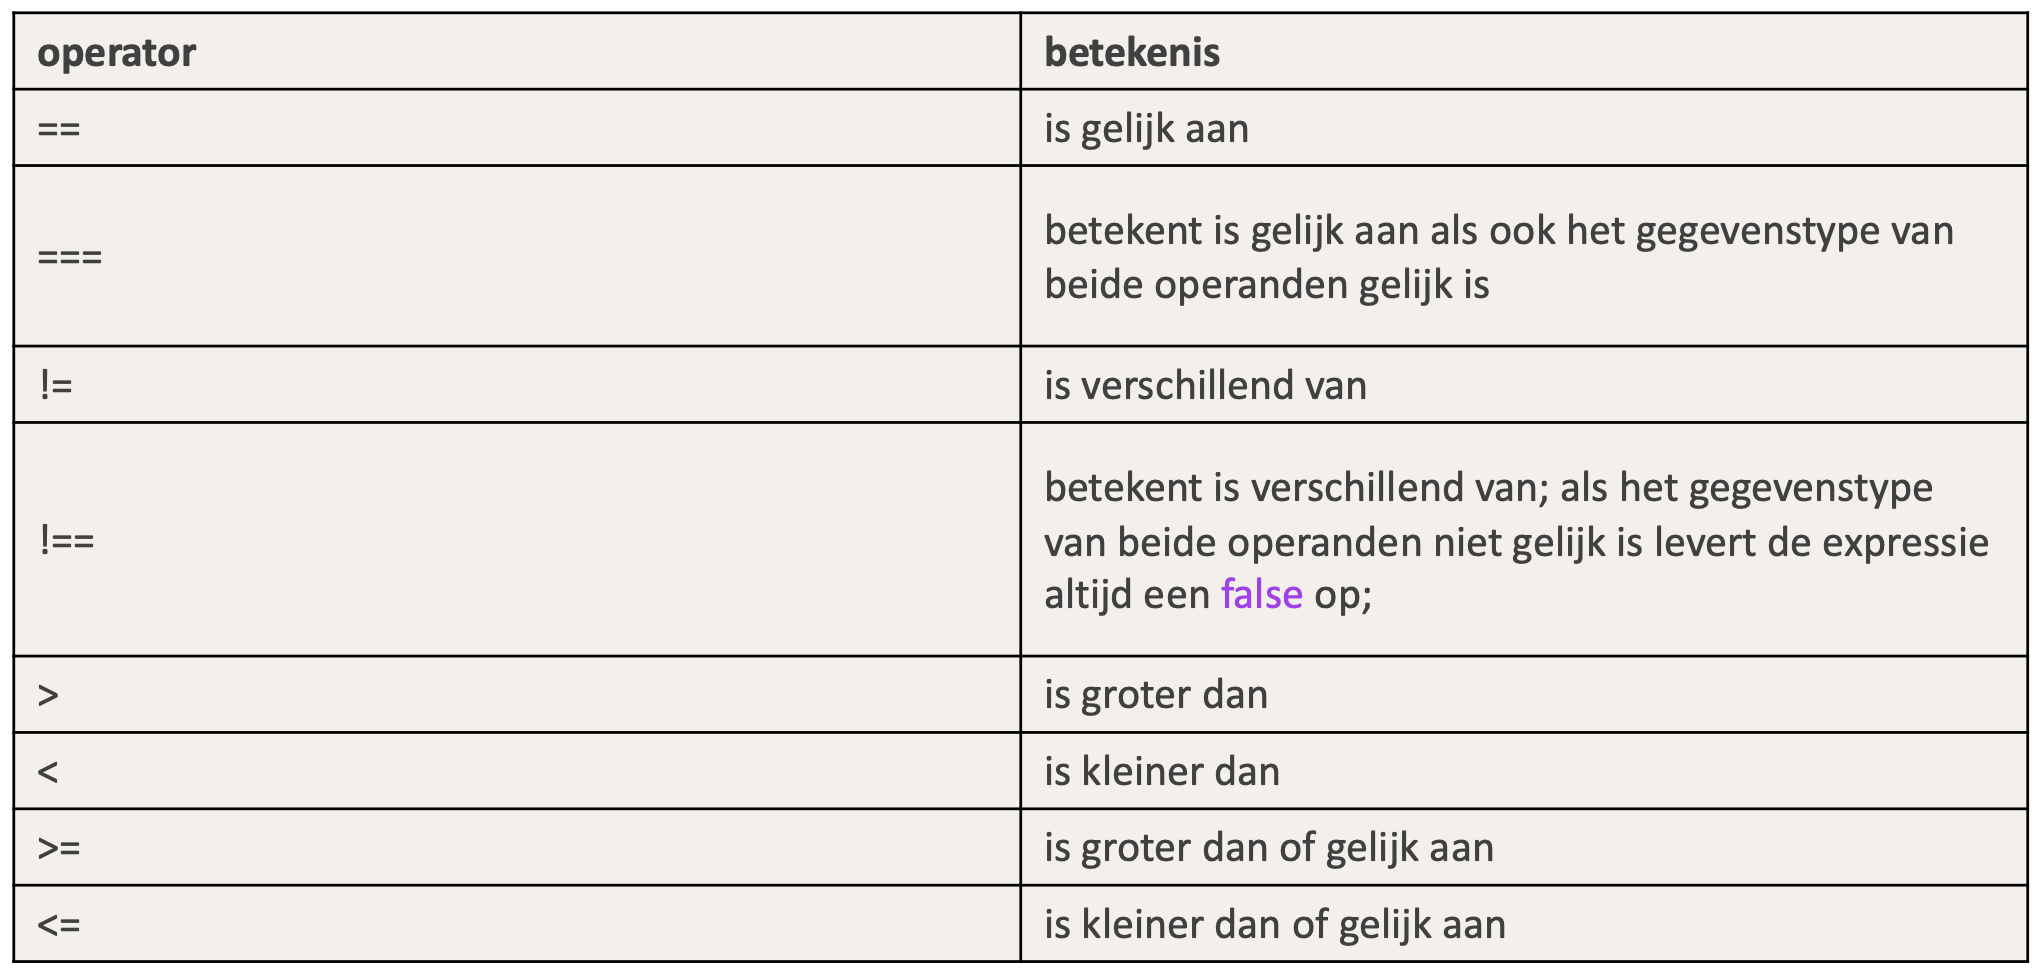 operator
betekenis
==
is gelijk aan
===
betekent is gelijk aan als ook het gegevenstype van
beide operanden gelijk is
!=
is verschillend van
!==
betekent is verschillend van; als het gegevenstype
van beide operanden niet gelijk is levert de expressie
altijd een false op;
>
is groter dan
<
is kleiner dan
>=
is groter dan of gelijk aan
<=
is kleiner dan of gelijk aan